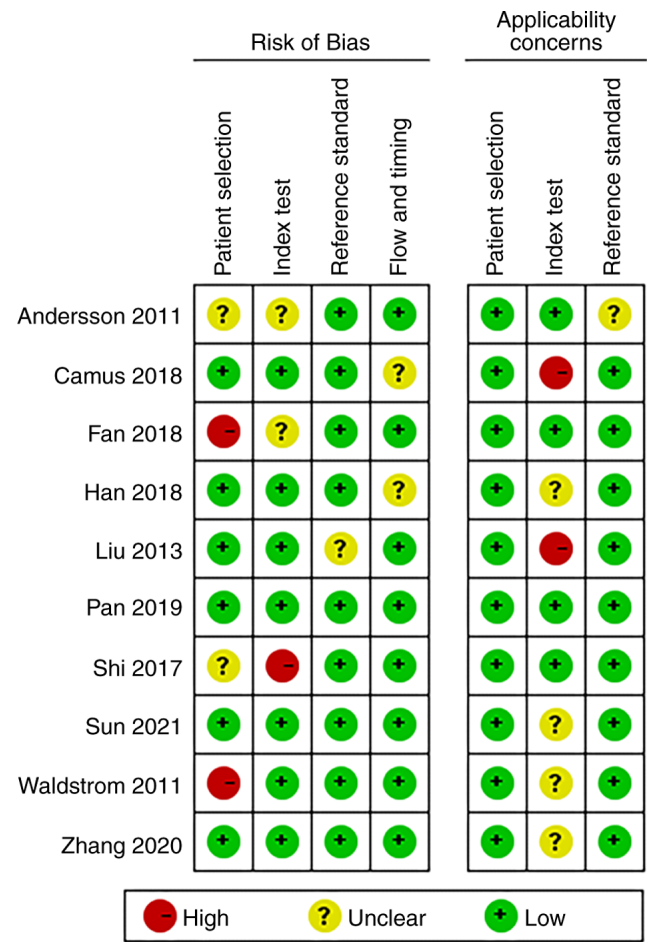 Risk of Bias
Applicability
concerns
Patient selection
Index test
Reference standard
Flow and timing
Patient selection
Index test
Reference standard
Andersson 2011 ? ? + + + + ?
Camus 2018 + + + ? + - +
Fan 2018 - ? + + + + +
Han 2018 + + + ? + ? +
Liu 2013 + + ? + + - +
Pan 2019 + + + + + + +
Shi 2017 ? - + + + + +
Sun 2021 + + + + + ? +
Waldstrom 2011 - + + + + ? +
Zhang 2020 + + + + + ? +
- High ? Unclear + Low